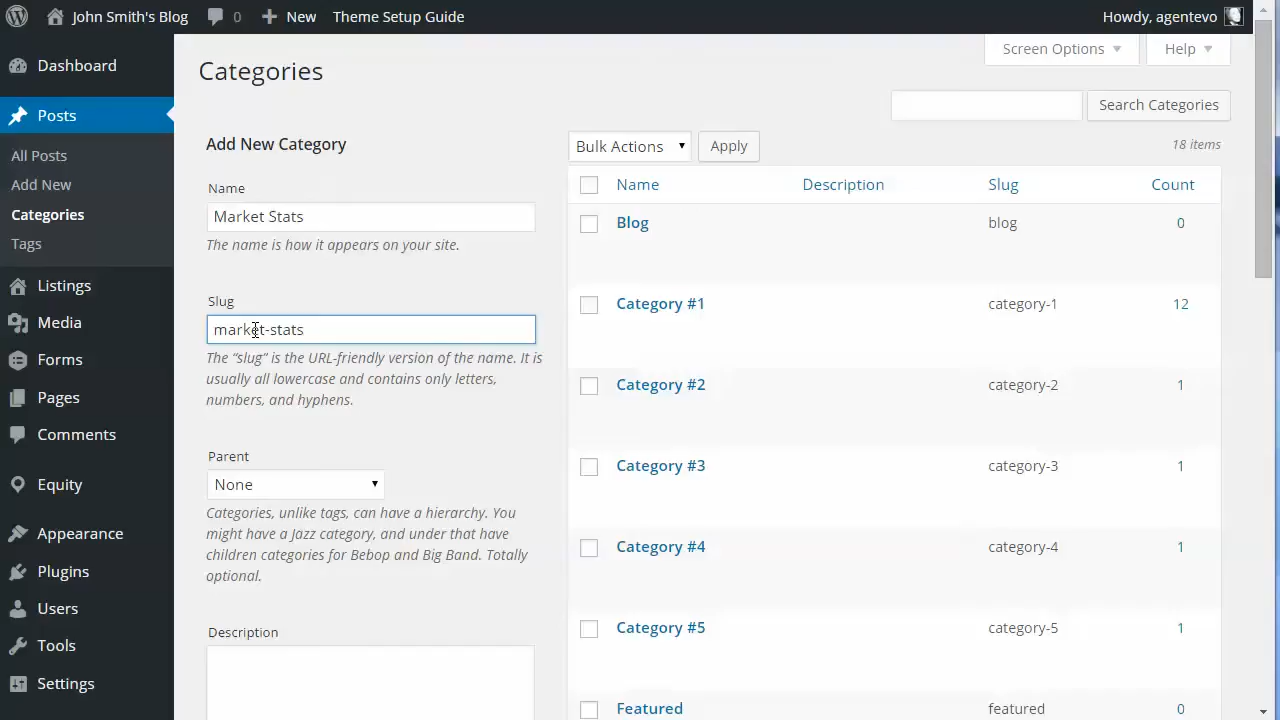 John Smith's Blog 0 New Theme Setup Guide Howdy, agentevo
Dashboard
Posts
All Posts
Add New
Categories
Tags
Listings
Media
Forms
Pages
Comments
Equity
Appearance
Plugins
Users
Tools
Settings
Screen Options Help
Categories
Search Categories
Add New Category
Name
Market Stats
The name is how it appears on your site.
Slug
market-stats
The “slug” is the URL-friendly version of the name. It is
usually all lowercase and contains only letters,
numbers, and hyphens.
Parent
None
Categories, unlike tags, can have a hierarchy. You
might have a Jazz category, and under that have
children categories for Bebop and Big Band. Totally
optional.
Description
Bulk Actions Apply 18 items
Name Description Slug Count
Blog blog 0
Category #1 category-1 12
Category #2 category-2 1
Category #3 category-3 1
Category #4 category-4 1
Category #5 category-5 1
Featured featured 0